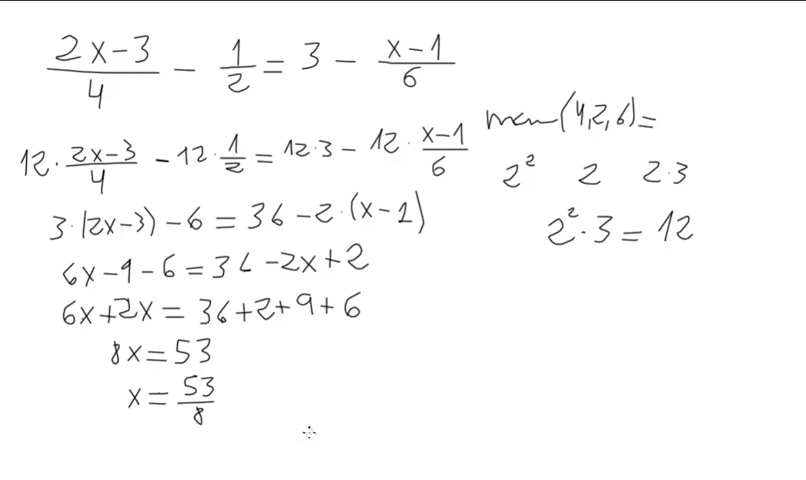 (2x-3)/4 - 1/2 = 3 - (x-1)/6
mcm(4,2,6)=
12·(2x-3)/4 - 12·1/2 = 12·3 - 12·(x-1)/6
2² 2 2·3
3·(2x-3) - 6 = 36 - 2·(x-1)
2²·3 = 12
6x-9-6 = 36-2x+2
6x+2x = 36+2+9+6
8x = 53
x = 53/8